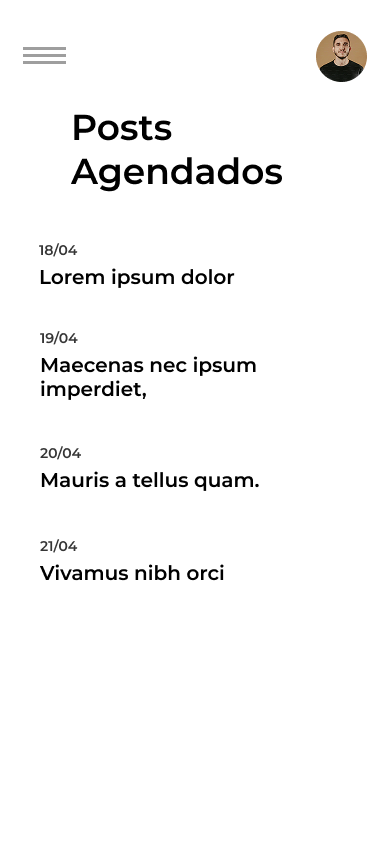 Posts
Agendados
18/04
Lorem ipsum dolor
19/04
Maecenas nec ipsum
imperdiet,
20/04
Mauris a tellus quam.
21/04
Vivamus nibh orci